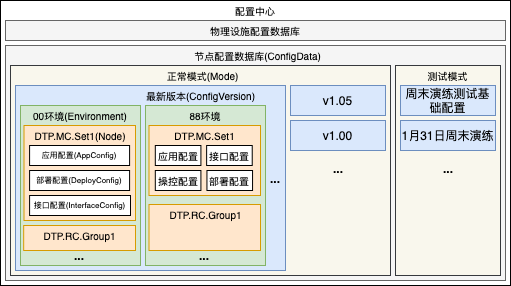 配置中心
物理设施配置数据库
节点配置数据库(ConfigData)
正常模式(Mode)
最新版本(ConfigVersion)
00环境(Environment)
DTP.MC.Set1(Node)
应用配置(AppConfig)
部署配置(DeployConfig)
接口配置(InterfaceConfig)
DTP.RC.Group1
...
88环境
DTP.MC.Set1
应用配置
接口配置
操控配置
部署配置
DTP.RC.Group1
...
...
v1.05
v1.00
...
测试模式
周末演练测试基
础配置
1月31日周末演练
...